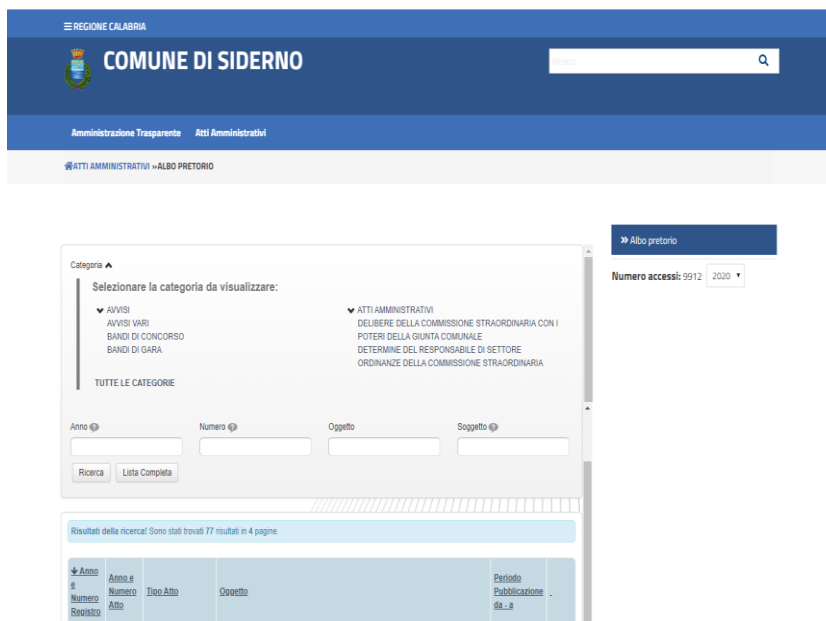 REGIONE CALABRIA
COMUNE DI SIDERNO
Ricerca
Amministrazione Trasparente Atti Amministrativi
ATTI AMMINISTRATIVI » ALBO PRETORIO
» Albo pretorio
Numero accessi: 9912 2020
Categoria
Selezionare la categoria da visualizzare:
AVVISI
AVVISI VARI
BANDI DI CONCORSO
BANDI DI GARA
ATTI AMMINISTRATIVI
DELIBERE DELLA COMMISSIONE STRAORDINARIA CON I
POTERI DELLA GIUNTA COMUNALE
DETERMINE DEL RESPONSABILE DI SETTORE
ORDINANZE DELLA COMMISSIONE STRAORDINARIA
TUTTE LE CATEGORIE
Anno Numero Oggetto Soggetto
Ricerca Lista Completa
Risultati della ricerca! Sono stati trovati 77 risultati in 4 pagine.
Anno
e
Numero
Registro
Anno e
Numero
Atto
Tipo Atto
Oggetto
Periodo
Pubblicazione
da - a